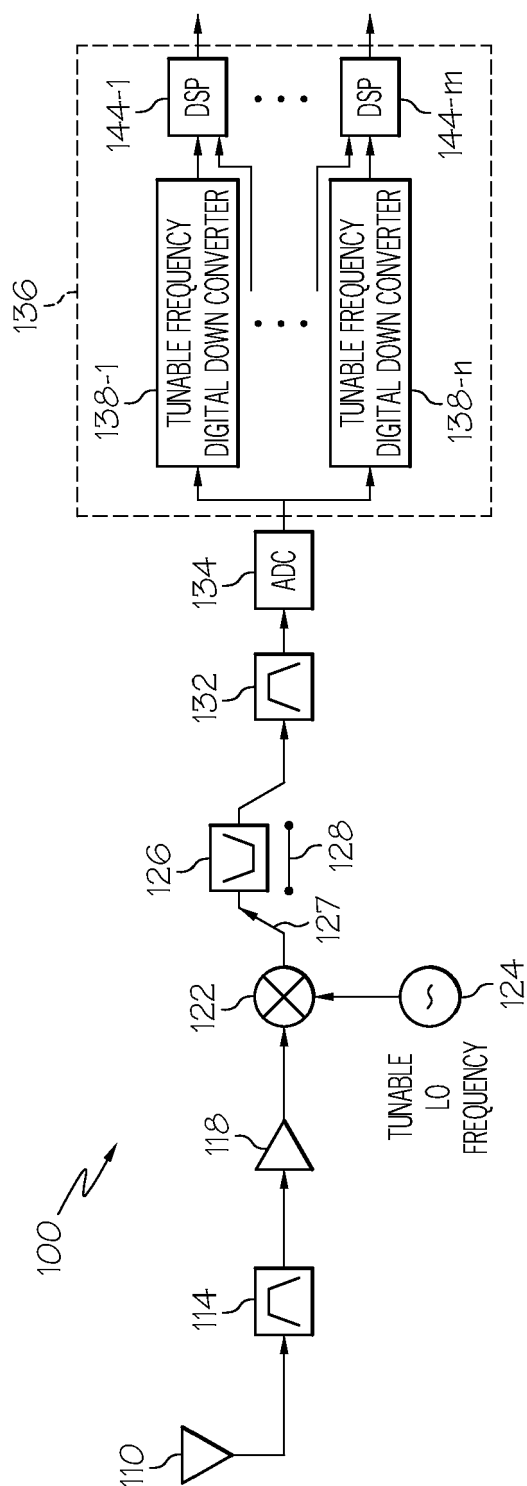 100
110
114
118
122
TUNABLE
LO
FREQUENCY
~
124
127
126
128
132
134
ADC
136
138-1
TUNABLE FREQUENCY
DIGITAL DOWN CONVERTER
138-n
TUNABLE FREQUENCY
DIGITAL DOWN CONVERTER
144-1
DSP
144-m
DSP